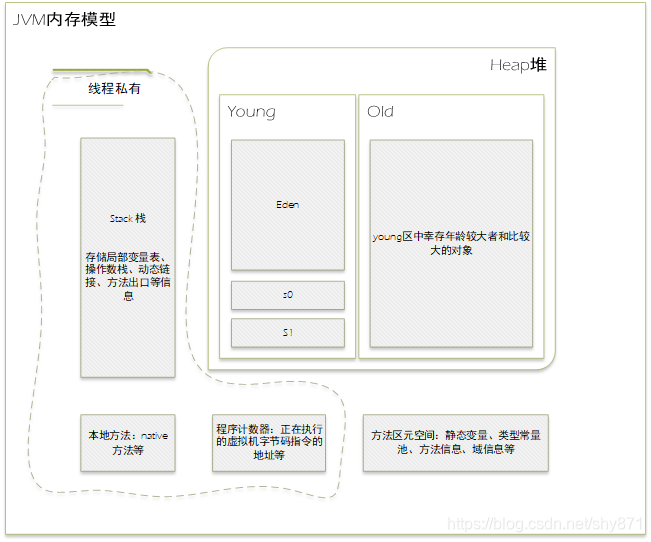 JVM内存模型
线程私有
Heap堆
Young
Old
Stack 栈
存储局部变量表、
操作数栈、动态链
接、方法出口等信
息
Eden
s0
S1
young区中幸存年龄较大者和比较
大的对象
本地方法：native
方法等
程序计数器：正在执行
的虚拟机字节码指令的
地址等
方法区元空间：静态变量、类型常量
池、方法信息、域信息等
https://blog.csdn.net/shy871